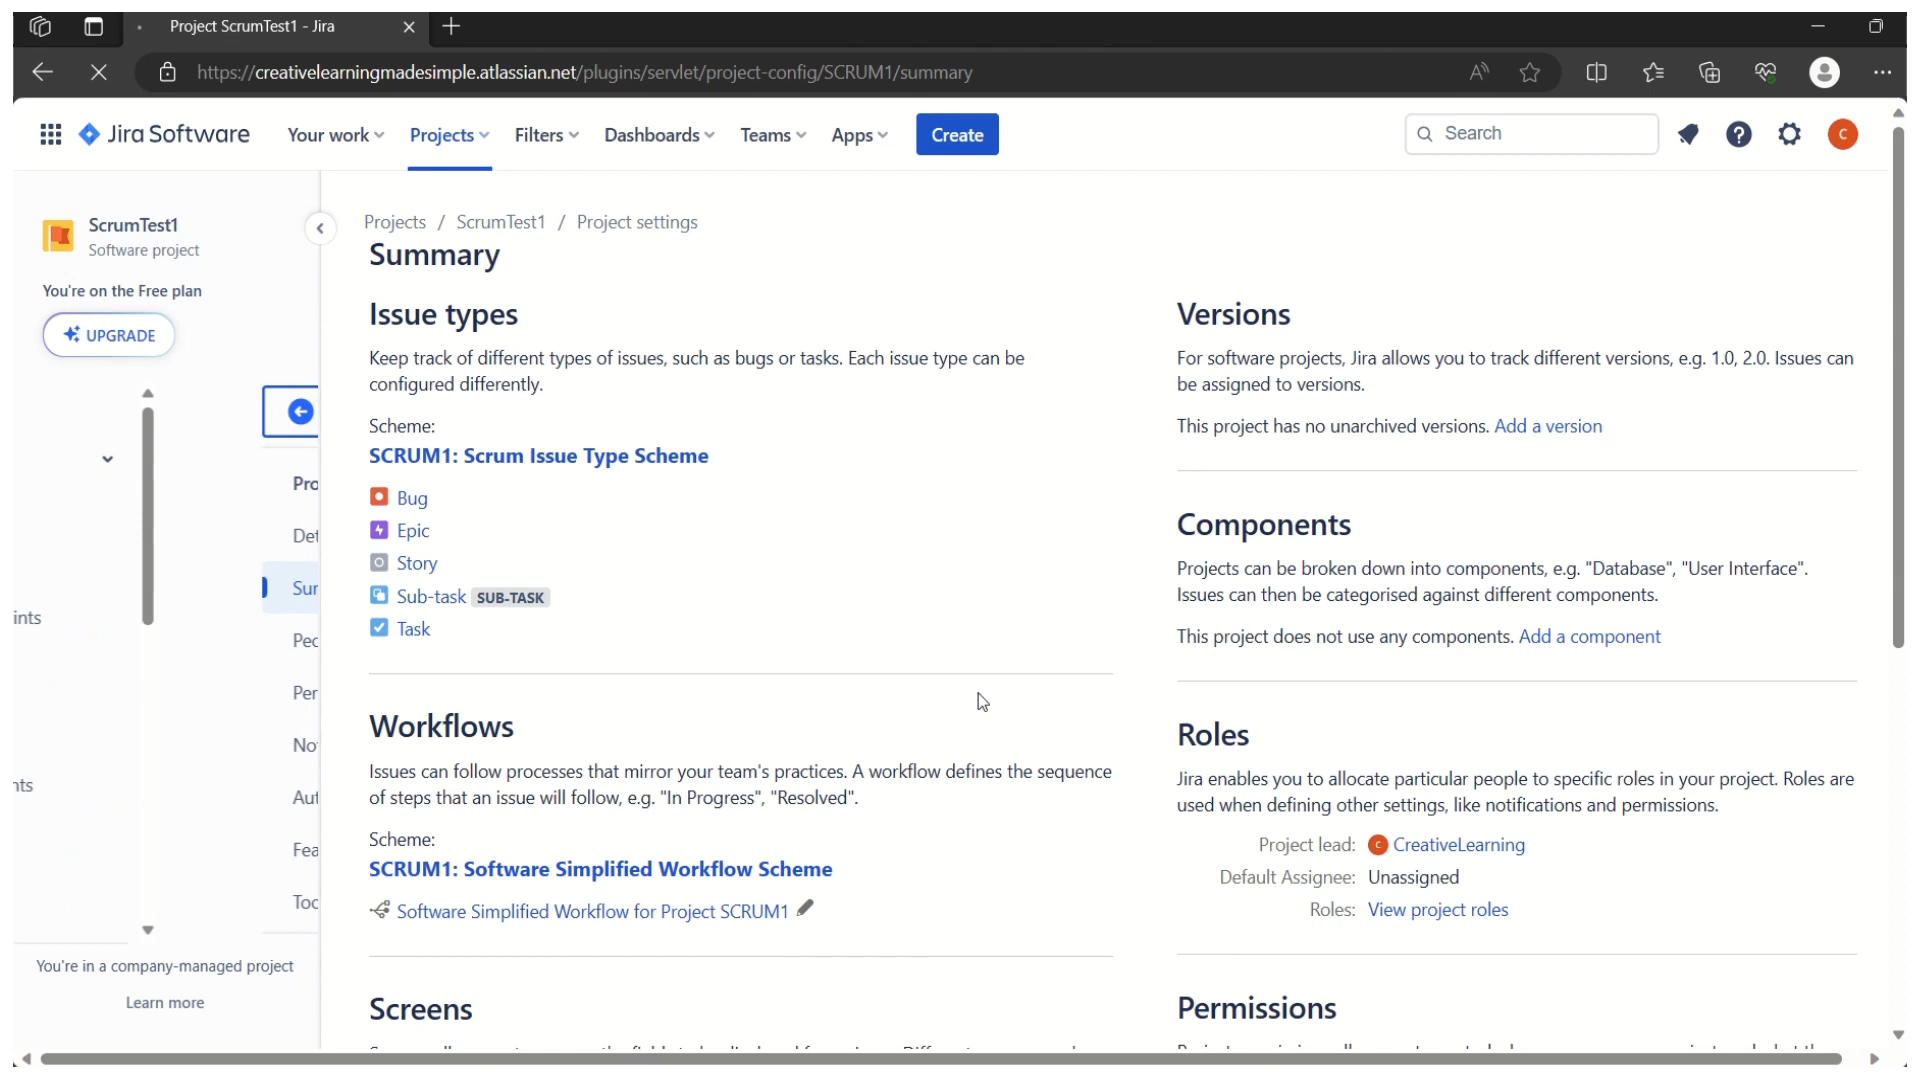 Project ScrumTest1 - Jira
https://creativelearningmadesimple.atlassian.net/plugins/servlet/project-config/SCRUM1/summary
Jira Software
Your work
Projects
Filters
Dashboards
Teams
Apps
Create
Search
C
ScrumTest1
Software project
You're on the Free plan
UPGRADE
ints
nts
Pro
Det
Sur
Pec
Per
No
Aut
Fea
Too
You're in a company-managed project
Learn more
Projects / ScrumTest1 / Project settings
Summary
Issue types
Keep track of different types of issues, such as bugs or tasks. Each issue type can be
configured differently.
Scheme:
SCRUM1: Scrum Issue Type Scheme
Bug
Epic
Story
Sub-task SUB-TASK
Task
Workflows
Issues can follow processes that mirror your team's practices. A workflow defines the sequence
of steps that an issue will follow, e.g. "In Progress", "Resolved".
Scheme:
SCRUM1: Software Simplified Workflow Scheme
Software Simplified Workflow for Project SCRUM1
Screens
Versions
For software projects, Jira allows you to track different versions, e.g. 1.0, 2.0. Issues can
be assigned to versions.
This project has no unarchived versions. Add a version
Components
Projects can be broken down into components, e.g. "Database", "User Interface".
Issues can then be categorised against different components.
This project does not use any components. Add a component
Roles
Jira enables you to allocate particular people to specific roles in your project. Roles are
used when defining other settings, like notifications and permissions.
Project lead: C CreativeLearning
Default Assignee: Unassigned
Roles: View project roles
Permissions